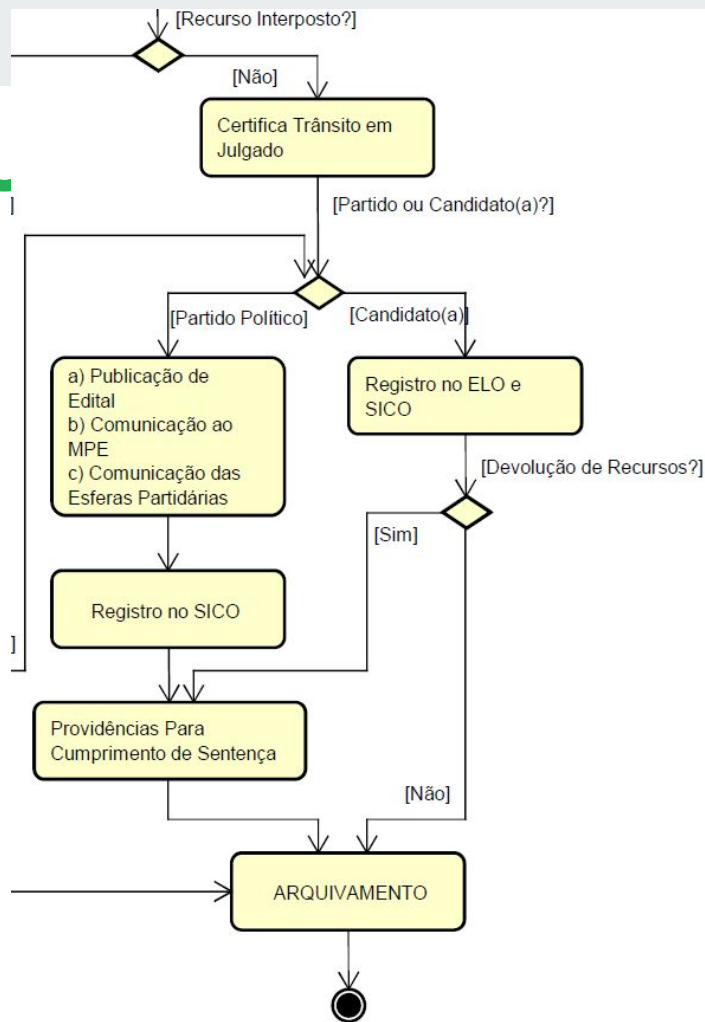 [Recurso Interposto?]
[Não]
Certifica Trânsito em
Julgado
]
[Partido ou Candidato(a)?]
[Partido Político]
[Candidato(a)]
a) Publicação de
Edital
b) Comunicação ao
MPE
c) Comunicação das
Esferas Partidárias
Registro no ELO e
SICO
[Devolução de Recursos?]
[Sim]
Registro no SICO
]
Providências Para
Cumprimento de Sentença
[Não]
ARQUIVAMENTO